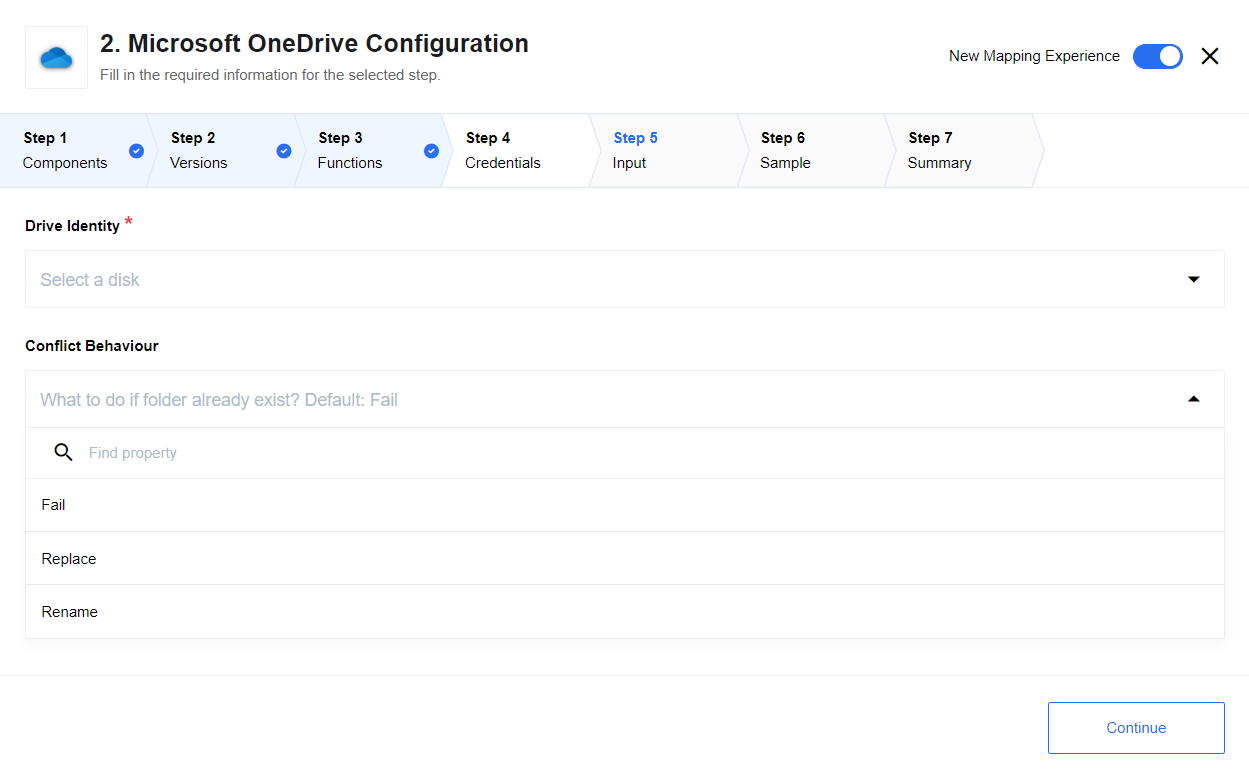 2. Microsoft OneDrive Configuration
Fill in the required information for the selected step.
New Mapping Experience
Step 1
Components
Step 2
Versions
Step 3
Functions
Step 4
Credentials
Step 5
Input
Step 6
Sample
Step 7
Summary
Drive Identity *
Select a disk
Conflict Behaviour
What to do if folder already exist? Default: Fail
Find property
Fail
Replace
Rename
Continue